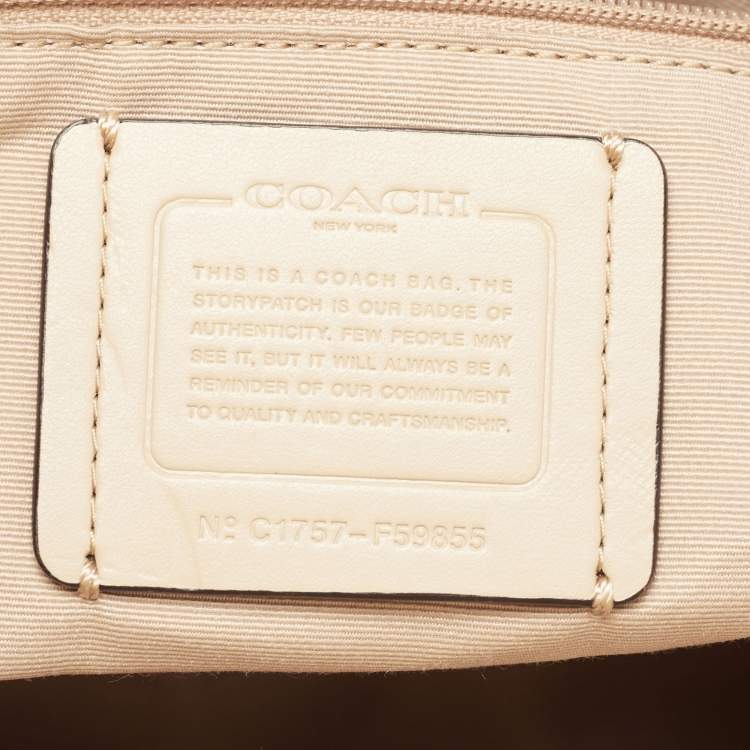 COACH
NEW YORK
THIS IS A COACH BAG. THE
STORYPATCH IS OUR BADGE OF
AUTHENTICITY. FEW PEOPLE MAY
SEE IT, BUT IT WILL ALWAYS BE A
REMINDER OF OUR COMMITMENT
TO QUALITY AND CRAFTSMANSHIP.
Nº C1757-F59855